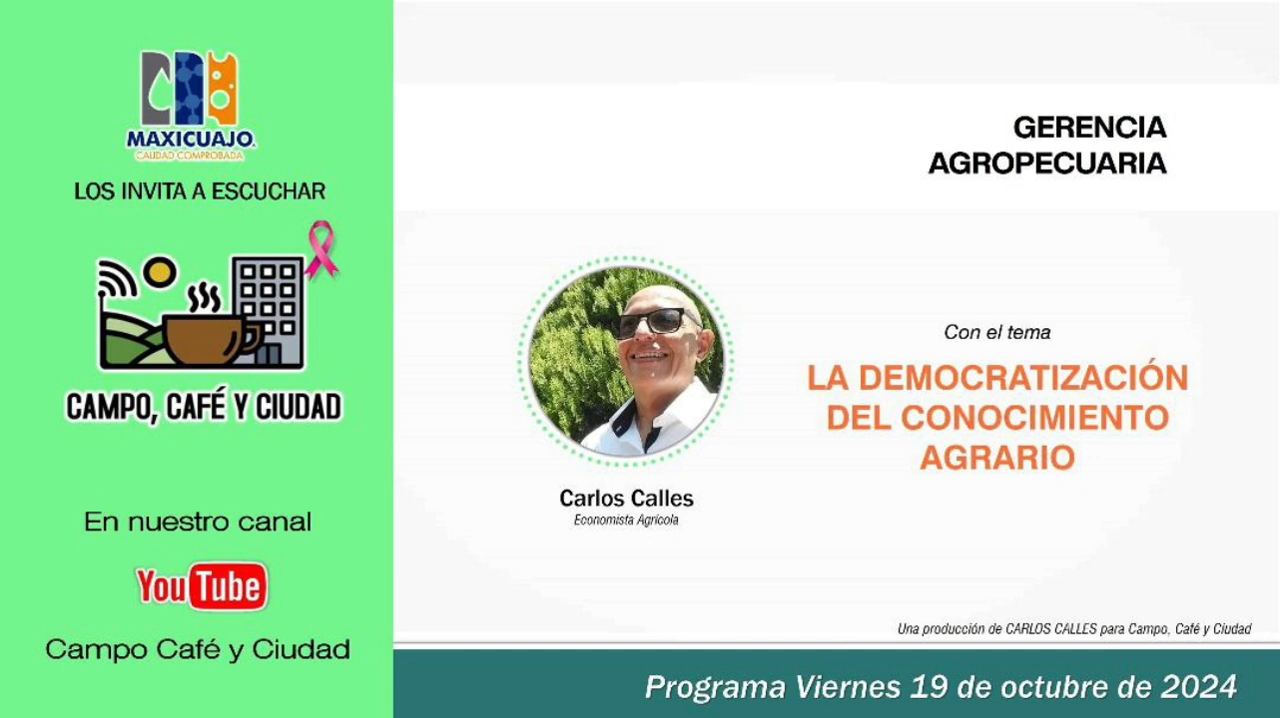 MAXICUAJO.
CALIDAD COMPROBADA
LOS INVITA A ESCUCHAR
CAMPO, CAFÉ Y CIUDAD
En nuestro canal
YouTube
Campo Café y Ciudad
GERENCIA
AGROPECUARIA
Con el tema
LA DEMOCRATIZACIÓN
DEL CONOCIMIENTO
AGRARIO
Carlos Calles
Economista Agrícola
Una producción de CARLOS CALLES para Campo, Café y Ciudad
Programa Viernes 19 de octubre de 2024